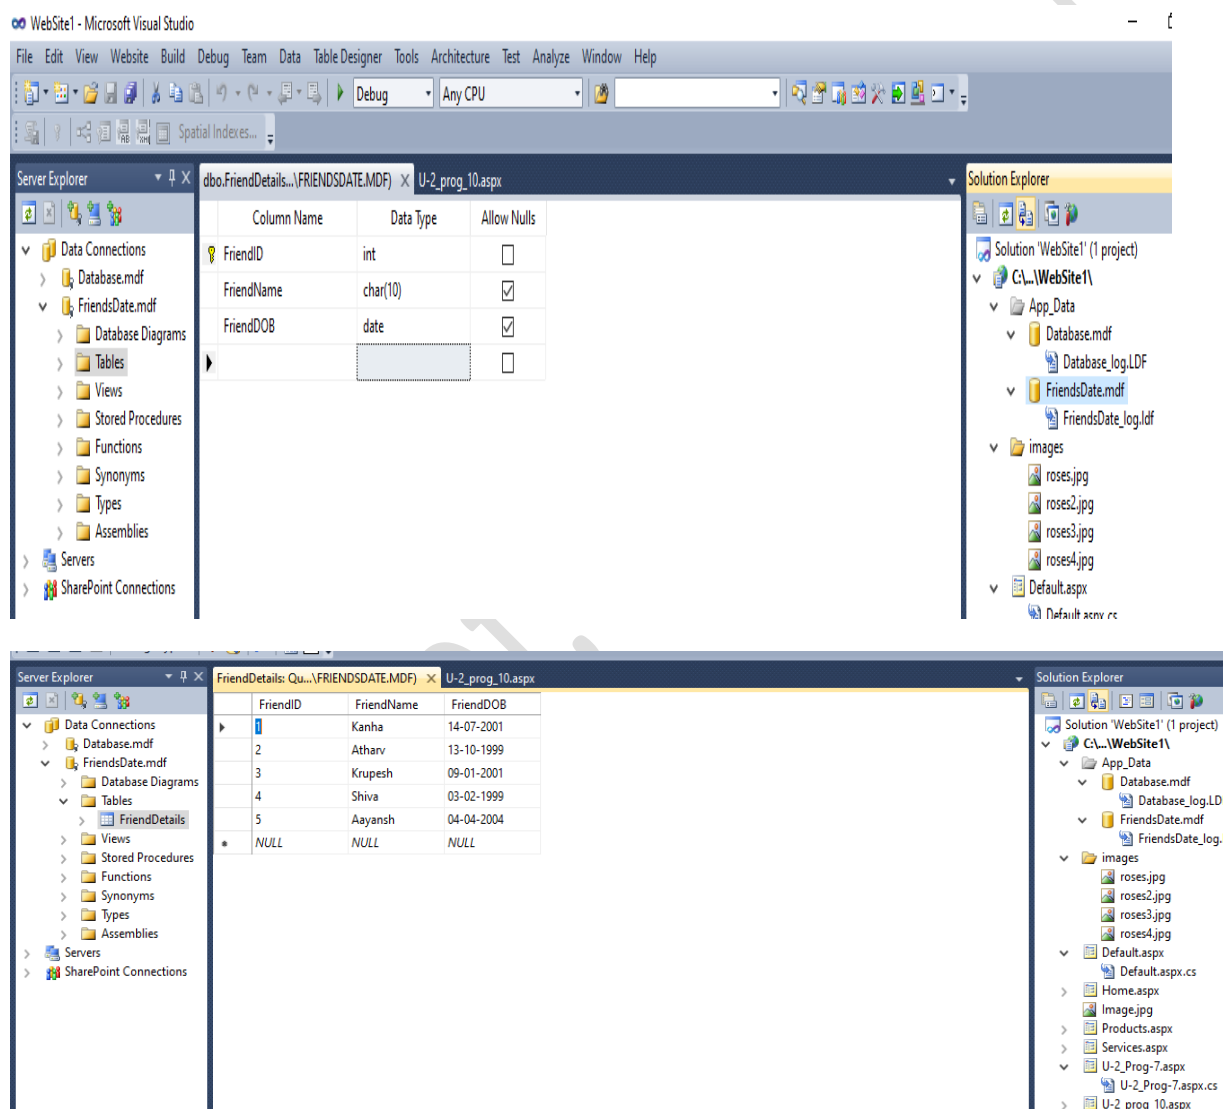 WebSite1 - Microsoft Visual Studio
File Edit View Website Build Debug Team Data Table Designer Tools Architecture Test Analyze Window Help
Debug Any CPU
Spatial Indexes...
Server Explorer
Data Connections
Database.mdf
FriendsDate.mdf
Database Diagrams
Tables
Views
Stored Procedures
Functions
Synonyms
Types
Assemblies
Servers
SharePoint Connections
dbo.FriendDetails...\FRIENDSDATE.MDF) U-2_prog_10.aspx
Column Name Data Type Allow Nulls
FriendID int
FriendName char(10)
FriendDOB date
Solution Explorer
Solution 'WebSite1' (1 project)
C:\...\WebSite1\
App_Data
Database.mdf
Database_log.LDF
FriendsDate.mdf
FriendsDate_log.ldf
images
roses.jpg
roses2.jpg
roses3.jpg
roses4.jpg
Default.aspx
Default.aspx.cs
Server Explorer
Data Connections
Database.mdf
FriendsDate.mdf
Database Diagrams
Tables
FriendDetails
Views
Stored Procedures
Functions
Synonyms
Types
Assemblies
Servers
SharePoint Connections
FriendDetails: Qu...\FRIENDSDATE.MDF) U-2_prog_10.aspx
FriendID FriendName FriendDOB
1 Kanha 14-07-2001
2 Atharv 13-10-1999
3 Krupesh 09-01-2001
4 Shiva 03-02-1999
5 Aayansh 04-04-2004
NULL NULL NULL
Solution Explorer
Solution 'WebSite1' (1 project)
C:\...\WebSite1\
App_Data
Database.mdf
Database_log.LD
FriendsDate.mdf
FriendsDate_log.
images
roses.jpg
roses2.jpg
roses3.jpg
roses4.jpg
Default.aspx
Default.aspx.cs
Home.aspx
Image.jpg
Products.aspx
Services.aspx
U-2_Prog-7.aspx
U-2_Prog-7.aspx.cs
U-2_prog_10.aspx